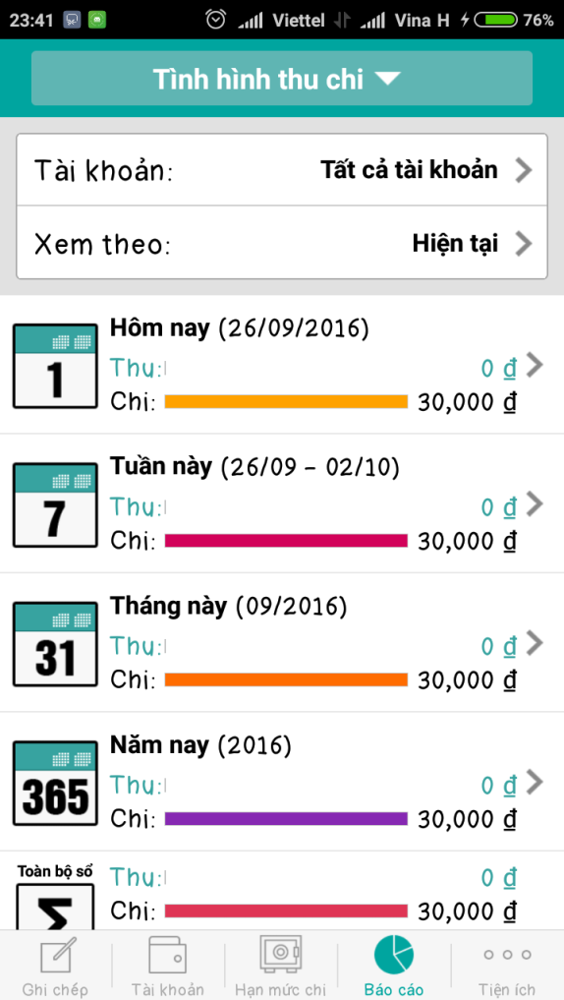 23:41 Viettel Vina H 76%
Tình hình thu chi
Tài khoản: Tất cả tài khoản
Xem theo: Hiện tại
1
Hôm nay (26/09/2016)
Thu: 0 ₫
Chi: 30,000 ₫
7
Tuần này (26/09 - 02/10)
Thu: 0 ₫
Chi: 30,000 ₫
31
Tháng này (09/2016)
Thu: 0 ₫
Chi: 30,000 ₫
365
Năm nay (2016)
Thu: 0 ₫
Chi: 30,000 ₫
Toàn bộ sổ
Σ
Thu: 0 ₫
Chi: 30,000 ₫
Ghi chép Tài khoản Hạn mức chi Báo cáo Tiện ích